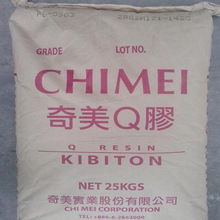 GRADE LOT NO.
CHIMEI
奇美Q膠
Q RESIN
KIBITON
NET 25KGS
奇美實業股份有限公司
CHI MEI CORPORATION